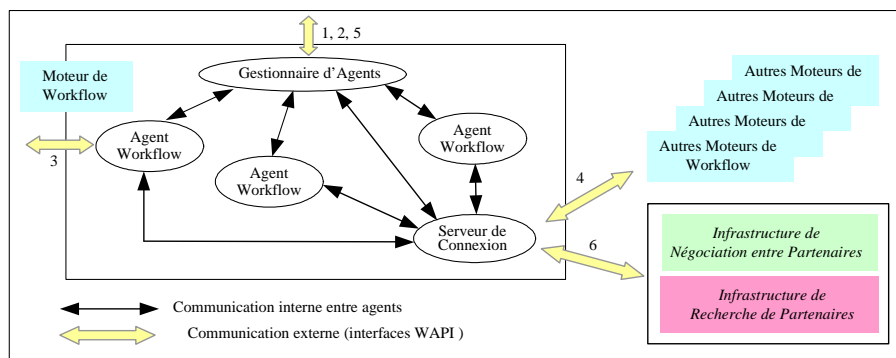 1, 2, 5
Moteur de
Workflow
Gestionnaire d'Agents
Autres Moteurs de
Autres Moteurs de
Autres Moteurs de
Autres Moteurs de
Workflow
3
Agent
Workflow
Agent
Workflow
Agent
Workflow
4
Serveur de
Connexion
6
Infrastructure de
Négociation entre Partenaires
Infrastructure de
Recherche de Partenaires
Communication interne entre agents
Communication externe (interfaces WAPI )